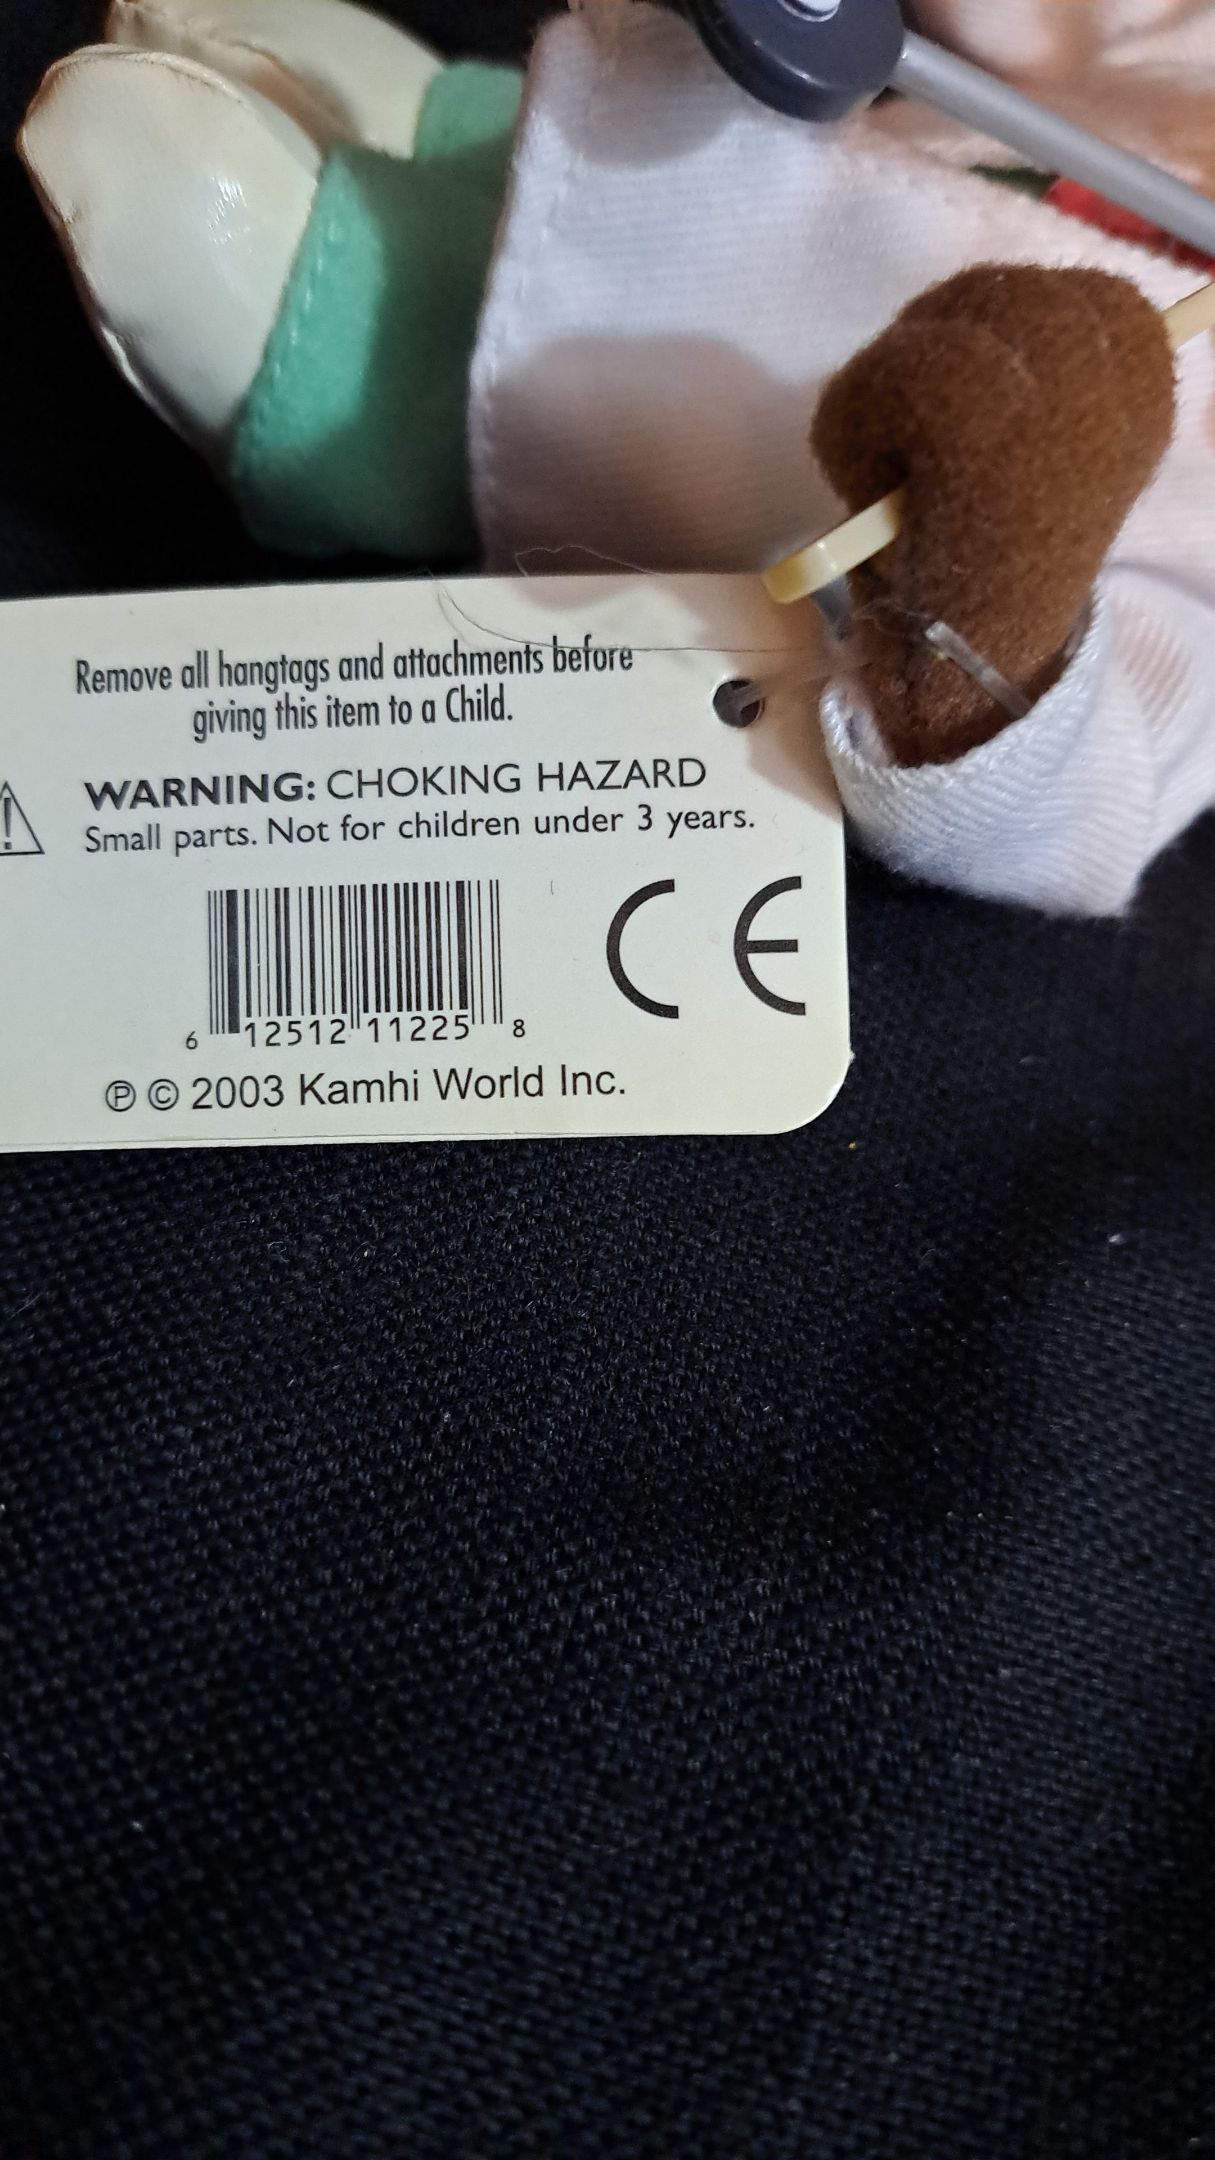 Remove all hangtags and attachments before
giving this item to a Child.
WARNING: CHOKING HAZARD
Small parts. Not for children under 3 years.
CE
6 12512 11225 8
℗ © 2003 Kamhi World Inc.